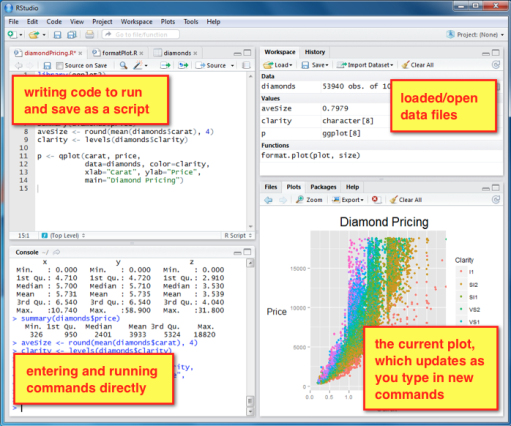 RStudio
File Edit Code View Project Workspace Plots Tools Help
Go to file/function
Project: (None)
diamondPricing.R* formatPlot.R diamonds
Source on Save
Run
Source
writing code to run
and save as a script
8 aveSize <- round(mean(diamonds$carat), 4)
9 clarity <- levels(diamonds$clarity)
10
11 p <- qplot(carat, price,
12 data=diamonds, color=clarity,
13 xlab="Carat", ylab="Price",
14 main="Diamond Pricing")
15
15:1 (Top Level) R Script
Console ~/
x y z
Min. : 0.000 Min. : 0.000 Min. : 0.000
1st Qu.: 4.710 1st Qu.: 4.720 1st Qu.: 2.910
Median : 5.700 Median : 5.710 Median : 3.530
Mean : 5.731 Mean : 5.735 Mean : 3.539
3rd Qu.: 6.540 3rd Qu.: 6.540 3rd Qu.: 4.040
Max. :10.740 Max. :58.900 Max. :31.800
> summary(diamonds$price)
Min. 1st Qu. Median Mean 3rd Qu. Max.
326 950 2401 3933 5324 18820
> aveSize <- round(mean(diamonds$carat), 4)
> clarity <- levels(diamonds$clarity)
entering and running
commands directly
>
Workspace History
Load Save Import Dataset Clear All
Data
diamonds 53940 obs. of 10
Values
aveSize 0.7979
clarity character[8]
p ggplot[8]
Functions
format.plot(plot, size)
loaded/open
data files
Files Plots Packages Help
Zoom Export Clear All
Diamond Pricing
Price
15000
10000
0.0 0.5 1.0
Clarity
I1
SI2
SI1
VS2
VS1
the current plot,
which updates as
you type in new
commands